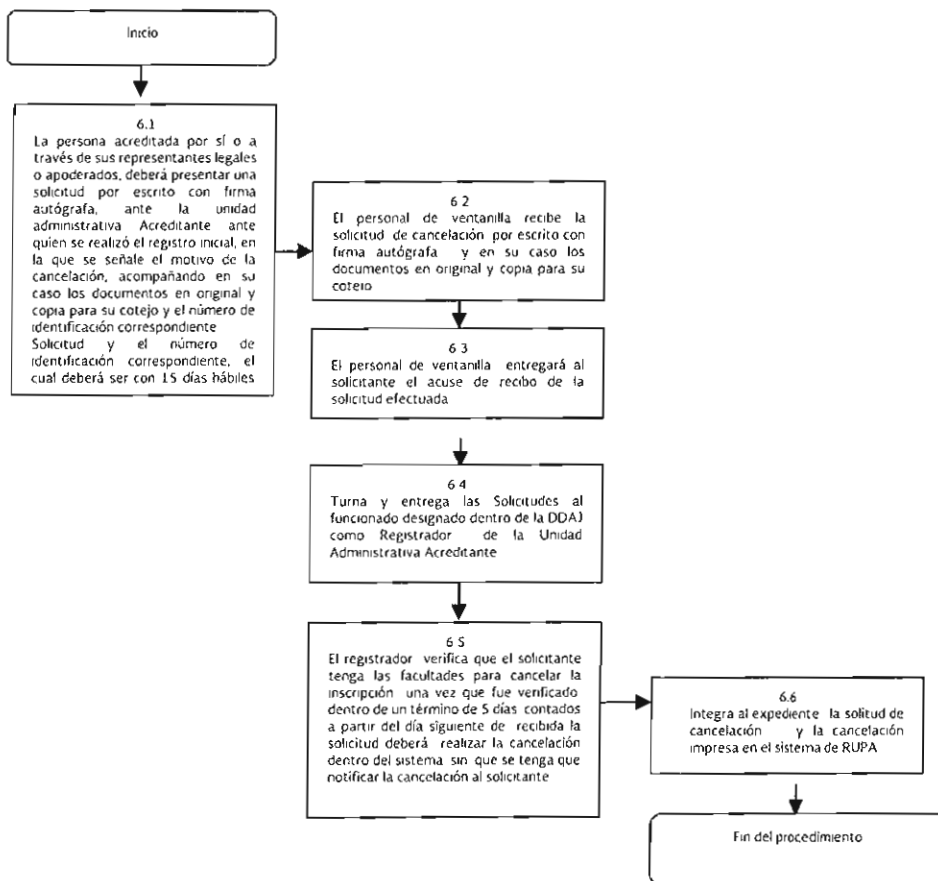 Inicio
6.1
La persona acreditada por sí o a
través de sus representantes legales
o apoderados, deberá presentar una
solicitud por escrito con firma
autógrafa, ante la unidad
administrativa Acreditante ante
quien se realizó el registro inicial, en
la que se señale el motivo de la
cancelación, acompañando en su
caso los documentos en original y
copia para su cotejo y el número de
identificación correspondiente
Solicitud y el número de
identificación correspondiente, el
cual deberá ser con 15 días hábiles
6 2
El personal de ventanilla recibe la
solicitud de cancelación por escrito con
firma autógrafa y en su caso los
documentos en original y copia para su
cotejo
6 3
El personal de ventanilla entregará al
solicitante el acuse de recibo de la
solicitud efectuada
6 4
Turna y entrega las Solicitudes al
funcionado designado dentro de la DDAJ
como Registrador de la Unidad
Administrativa Acreditante
6 5
El registrador verifica que el solicitante
tenga las facultades para cancelar la
inscripción una vez que fue verificado
dentro de un término de 5 días contados
a partir del día siguiente de recibida la
solicitud deberá realizar la cancelación
dentro del sistema sin que se tenga que
notificar la cancelación al solicitante
6.6
Integra al expediente la solitud de
cancelación y la cancelación
impresa en el sistema de RUPA
Fin del procedimiento